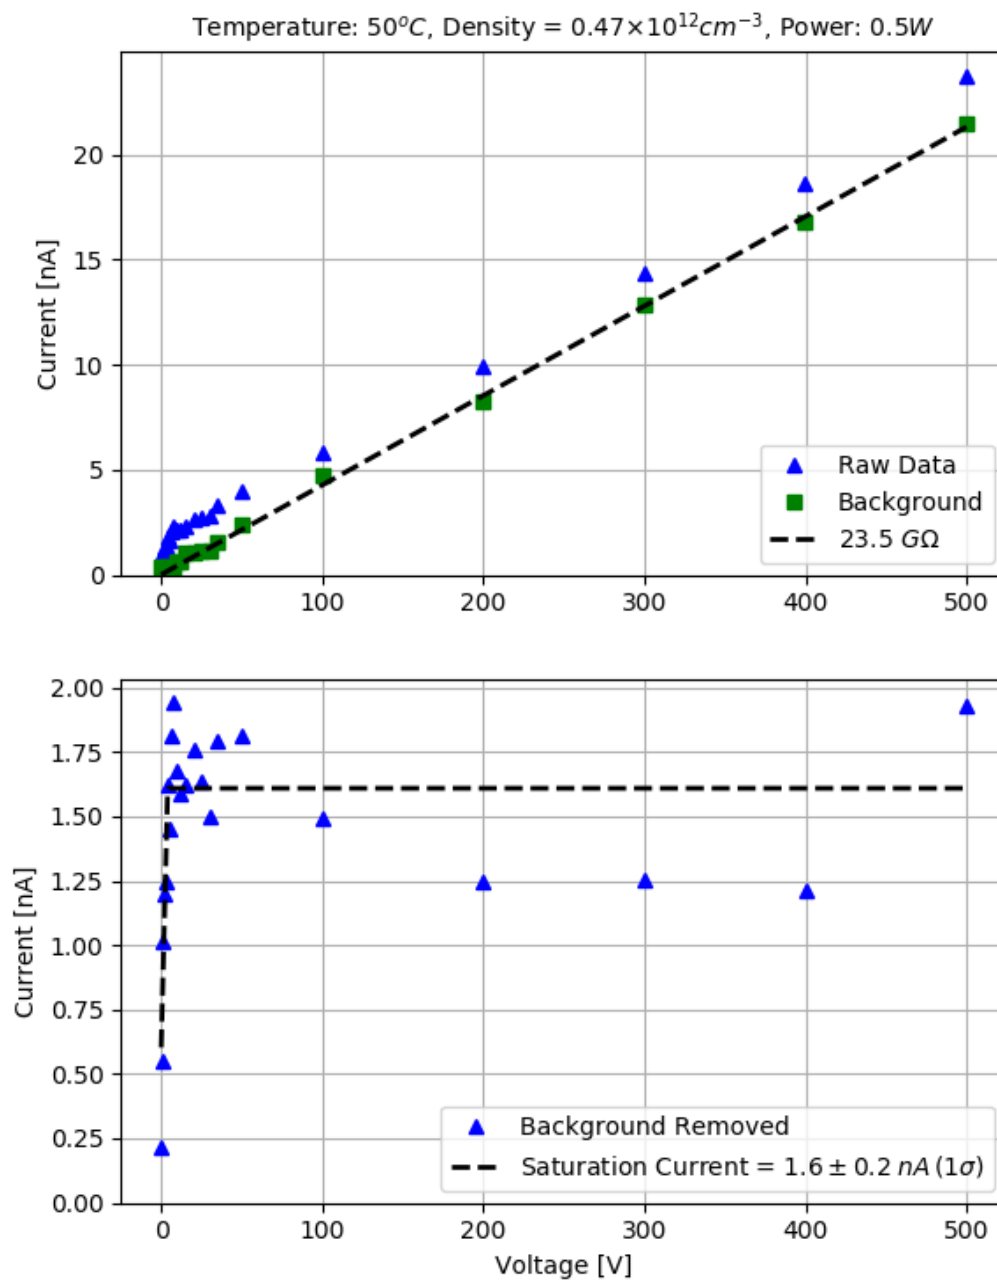 Temperature: 50°C, Density = 0.47×10¹²cm⁻³, Power: 0.5W
20
15
10
5
0
Current [nA]
Raw Data
Background
23.5 GΩ
0 100 200 300 400 500
2.00
1.75
1.50
1.25
1.00
0.75
0.50
0.25
0.00
Current [nA]
Background Removed
Saturation Current = 1.6 ± 0.2 nA (1σ)
0 100 200 300 400 500
Voltage [V]